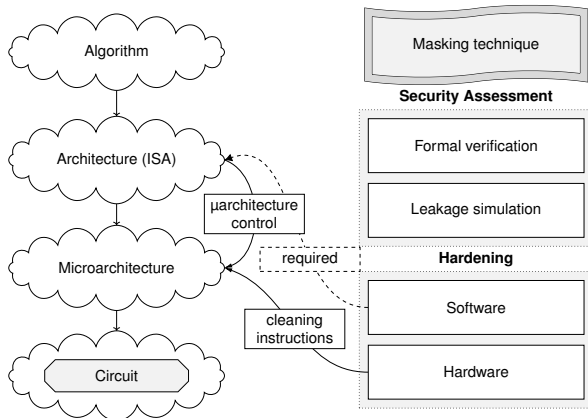 Algorithm
Masking technique
Security Assessment
Architecture (ISA)
Formal verification
µarchitecture
control
Leakage simulation
Microarchitecture
required
Hardening
cleaning
instructions
Software
Circuit
Hardware